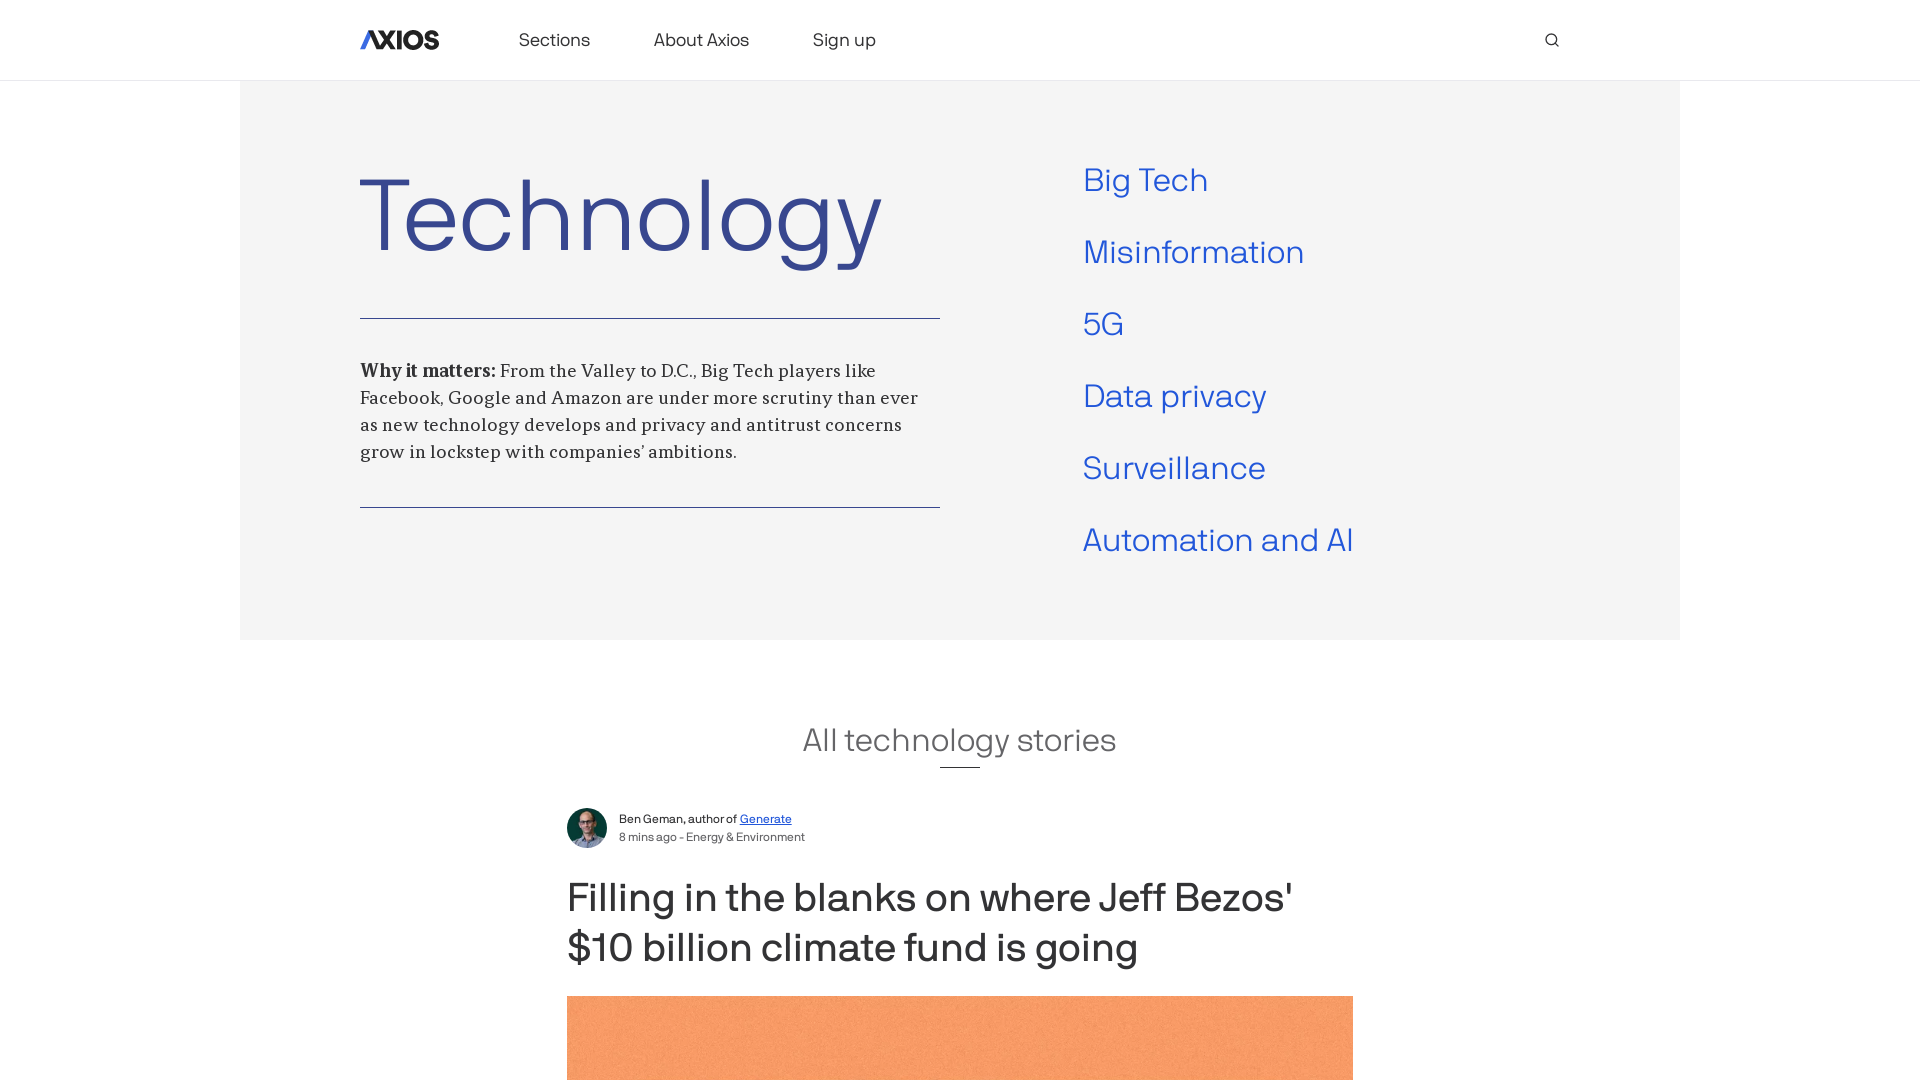 AXIOS
Sections
About Axios
Sign up
Technology
Why it matters: From the Valley to D.C., Big Tech players like
Facebook, Google and Amazon are under more scrutiny than ever
as new technology develops and privacy and antitrust concerns
grow in lockstep with companies’ ambitions.
Big Tech
Misinformation
5G
Data privacy
Surveillance
Automation and AI
All technology stories
Ben Geman, author of Generate
8 mins ago - Energy & Environment
Filling in the blanks on where Jeff Bezos'
$10 billion climate fund is going